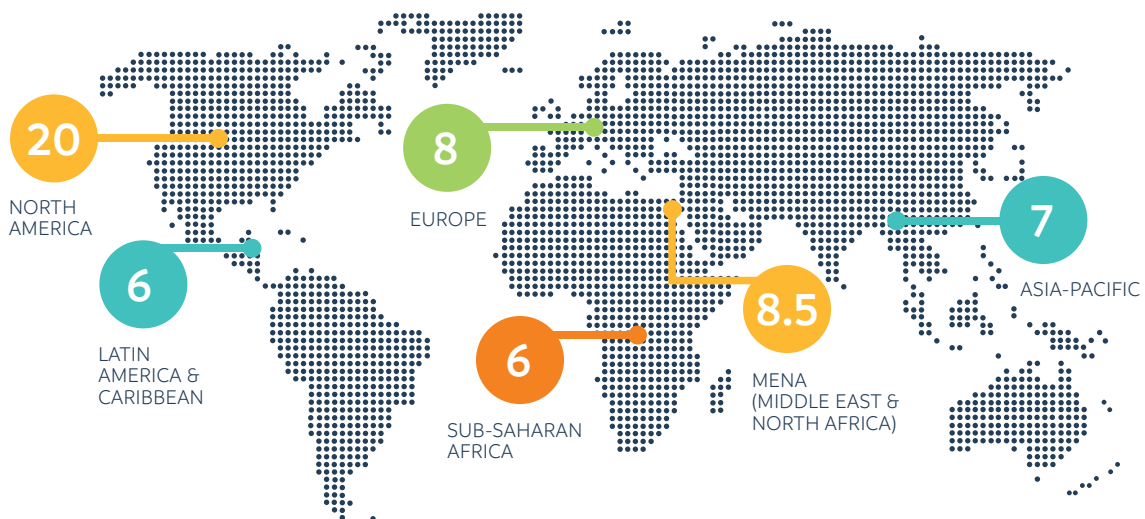 20
NORTH
AMERICA
6
LATIN
AMERICA &
CARIBBEAN
8
EUROPE
6
SUB-SAHARAN
AFRICA
8.5
MENA
(MIDDLE EAST &
NORTH AFRICA)
7
ASIA-PACIFIC